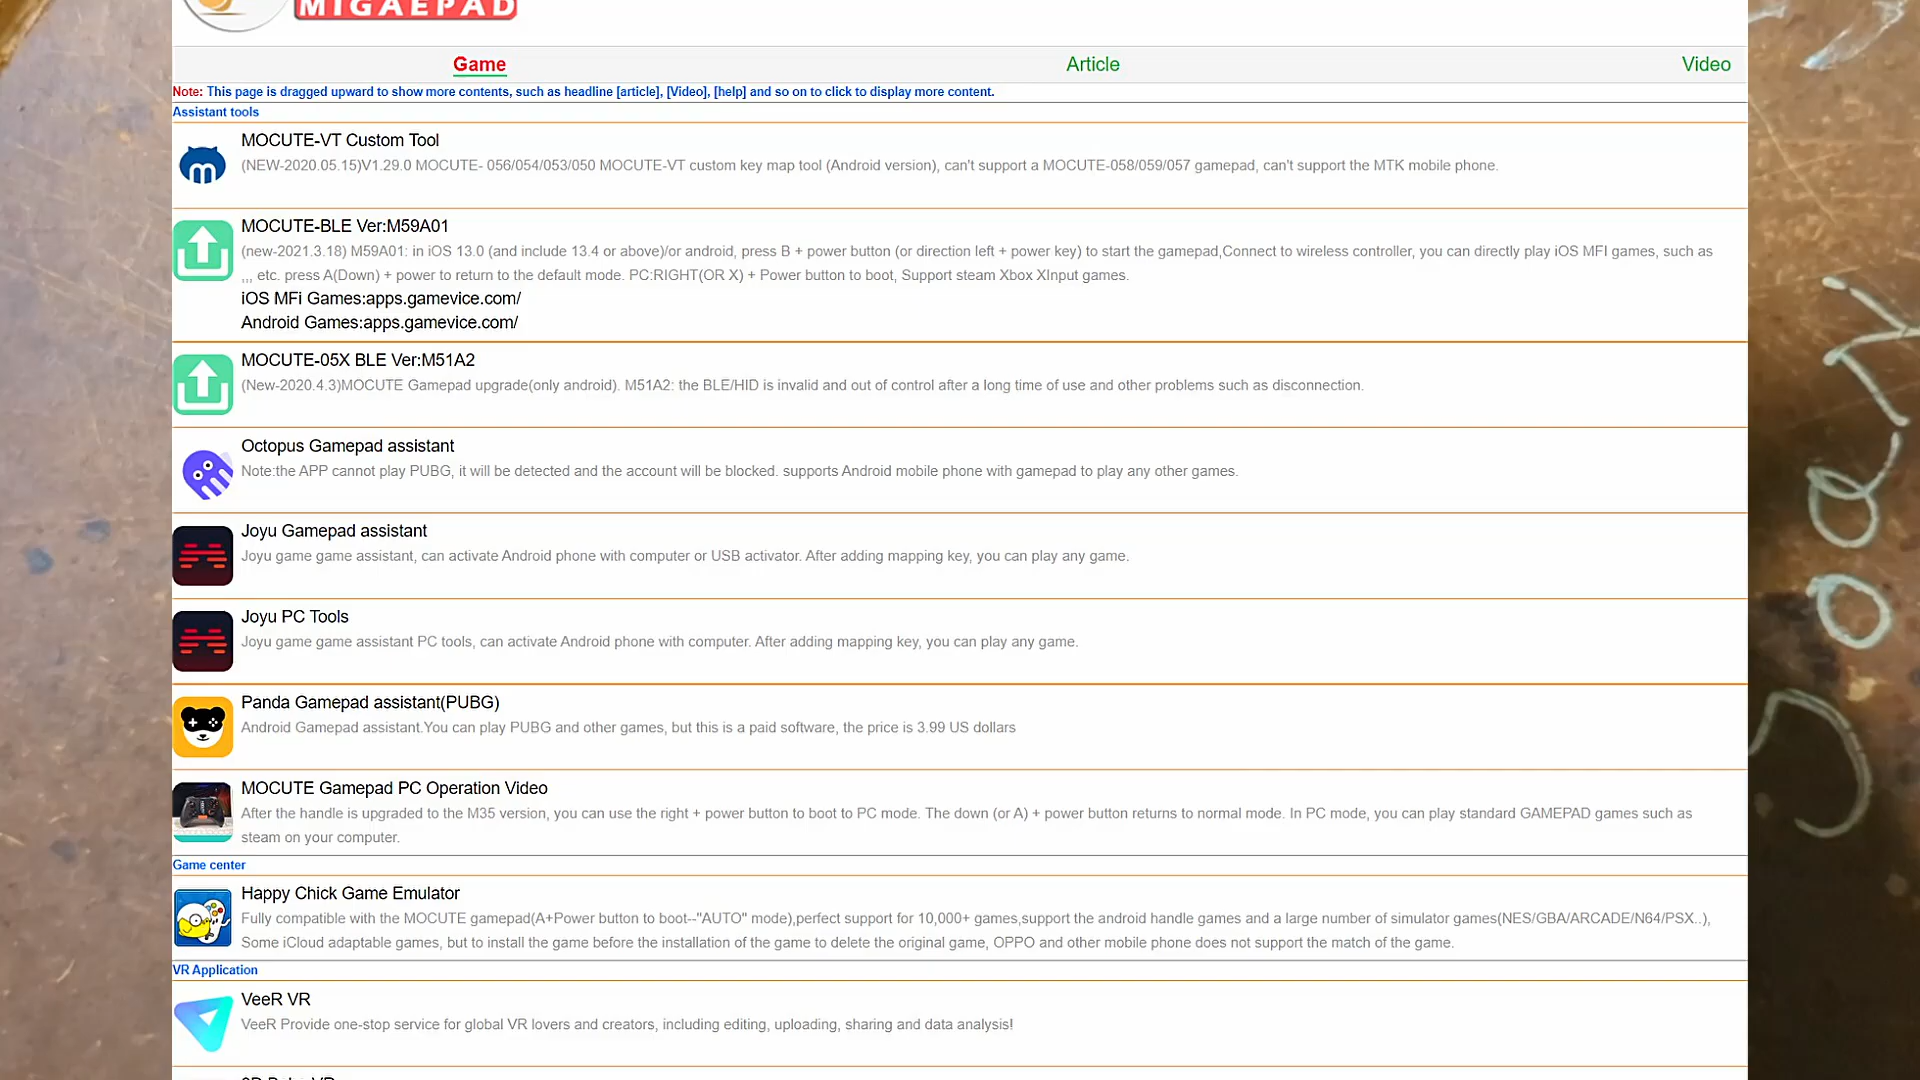 MIGAEPAD
Game
Article
Video
Note: This page is dragged upward to show more contents, such as headline [article], [Video], [help] and so on to click to display more content.
Assistant tools
MOCUTE-VT Custom Tool
(NEW-2020.05.15)V1.29.0 MOCUTE- 056/054/053/050 MOCUTE-VT custom key map tool (Android version), can't support a MOCUTE-058/059/057 gamepad, can't support the MTK mobile phone.
MOCUTE-BLE Ver:M59A01
(new-2021.3.18) M59A01: in iOS 13.0 (and include 13.4 or above)/or android, press B + power button (or direction left + power key) to start the gamepad,Connect to wireless controller, you can directly play iOS MFI games, such as
,,, etc. press A(Down) + power to return to the default mode. PC:RIGHT(OR X) + Power button to boot, Support steam Xbox XInput games.
iOS MFi Games:apps.gamevice.com/
Android Games:apps.gamevice.com/
MOCUTE-05X BLE Ver:M51A2
(New-2020.4.3)MOCUTE Gamepad upgrade(only android). M51A2: the BLE/HID is invalid and out of control after a long time of use and other problems such as disconnection.
Octopus Gamepad assistant
Note:the APP cannot play PUBG, it will be detected and the account will be blocked. supports Android mobile phone with gamepad to play any other games.
Joyu Gamepad assistant
Joyu game game assistant, can activate Android phone with computer or USB activator. After adding mapping key, you can play any game.
Joyu PC Tools
Joyu game game assistant PC tools, can activate Android phone with computer. After adding mapping key, you can play any game.
Panda Gamepad assistant(PUBG)
Android Gamepad assistant.You can play PUBG and other games, but this is a paid software, the price is 3.99 US dollars
MOCUTE Gamepad PC Operation Video
After the handle is upgraded to the M35 version, you can use the right + power button to boot to PC mode. The down (or A) + power button returns to normal mode. In PC mode, you can play standard GAMEPAD games such as
steam on your computer.
Game center
Happy Chick Game Emulator
Fully compatible with the MOCUTE gamepad(A+Power button to boot--"AUTO" mode),perfect support for 10,000+ games,support the android handle games and a large number of simulator games(NES/GBA/ARCADE/N64/PSX..),
Some iCloud adaptable games, but to install the game before the installation of the game to delete the original game, OPPO and other mobile phone does not support the match of the game.
VR Application
VeeR VR
VeeR Provide one-stop service for global VR lovers and creators, including editing, uploading, sharing and data analysis!